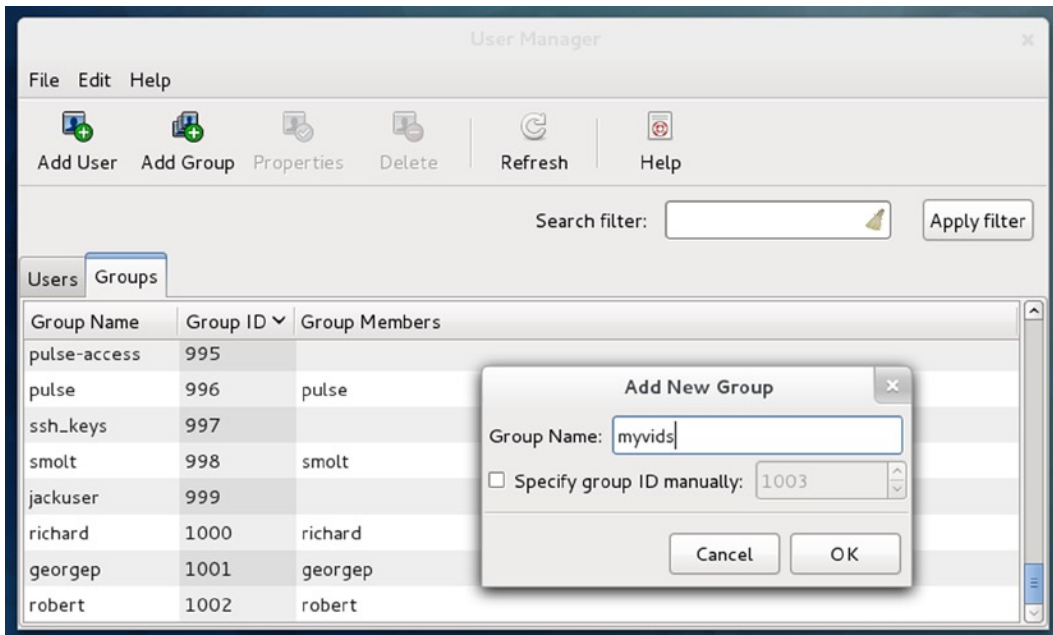 User Manager
File Edit Help
Add User Add Group Properties Delete Refresh Help
Search filter: Apply filter
Users Groups
Group Name Group ID Group Members
pulse-access 995
pulse 996 pulse
ssh_keys 997
smolt 998 smolt
jackuser 999
richard 1000 richard
georgep 1001 georgep
robert 1002 robert
Add New Group
Group Name: myvids
Specify group ID manually: 1003
Cancel OK